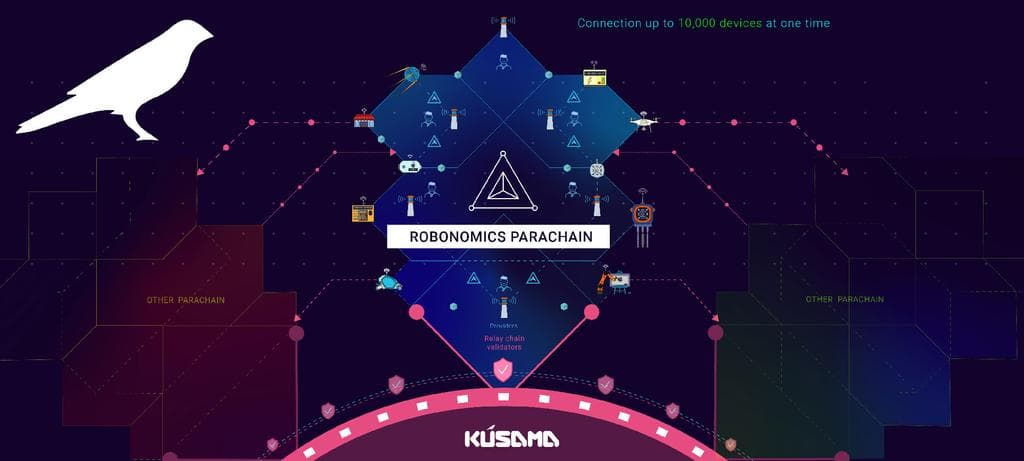 Connection up to 10,000 devices at one time
ROBONOMICS PARACHAIN
OTHER PARACHAIN
OTHER PARACHAIN
Providers
Relay chain
validators
KÚSAMA